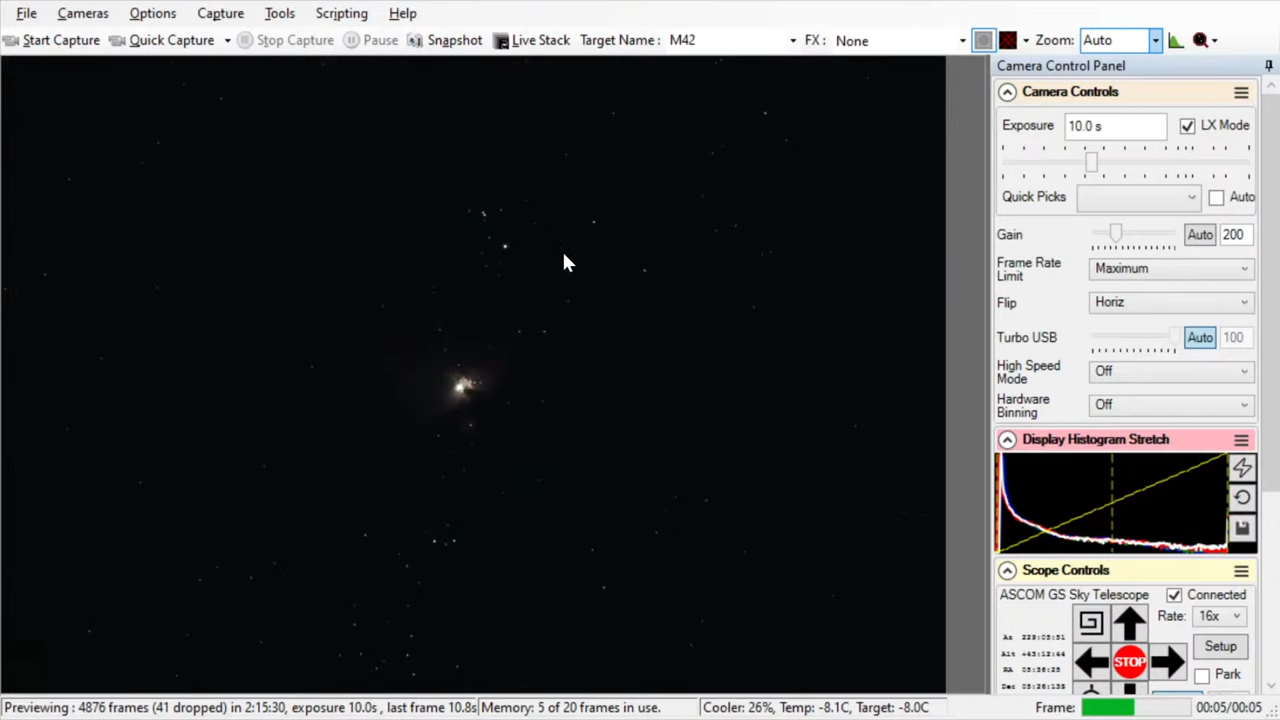 File Cameras Options Capture Tools Scripting Help
Start Capture Quick Capture Stop Capture Pause Snapshot Live Stack Target Name : M42 FX : None Zoom: Auto
Camera Control Panel
Camera Controls
Exposure 10.0 s LX Mode
Quick Picks Auto
Gain Auto 200
Frame Rate Limit Maximum
Flip Horiz
Turbo USB Auto 100
High Speed Mode Off
Hardware Binning Off
Display Histogram Stretch
Scope Controls
ASCOM GS Sky Telescope Connected
Rate: 16x
Az
Alt
RA
Dec
STOP
Setup
Park
Previewing : 4876 frames (41 dropped) in 2:15:30, exposure 10.0s , last frame 10.8s Memory: 5 of 20 frames in use. Cooler: 26%, Temp: -8.1C, Target: -8.0C Frame: 00:05/00:05